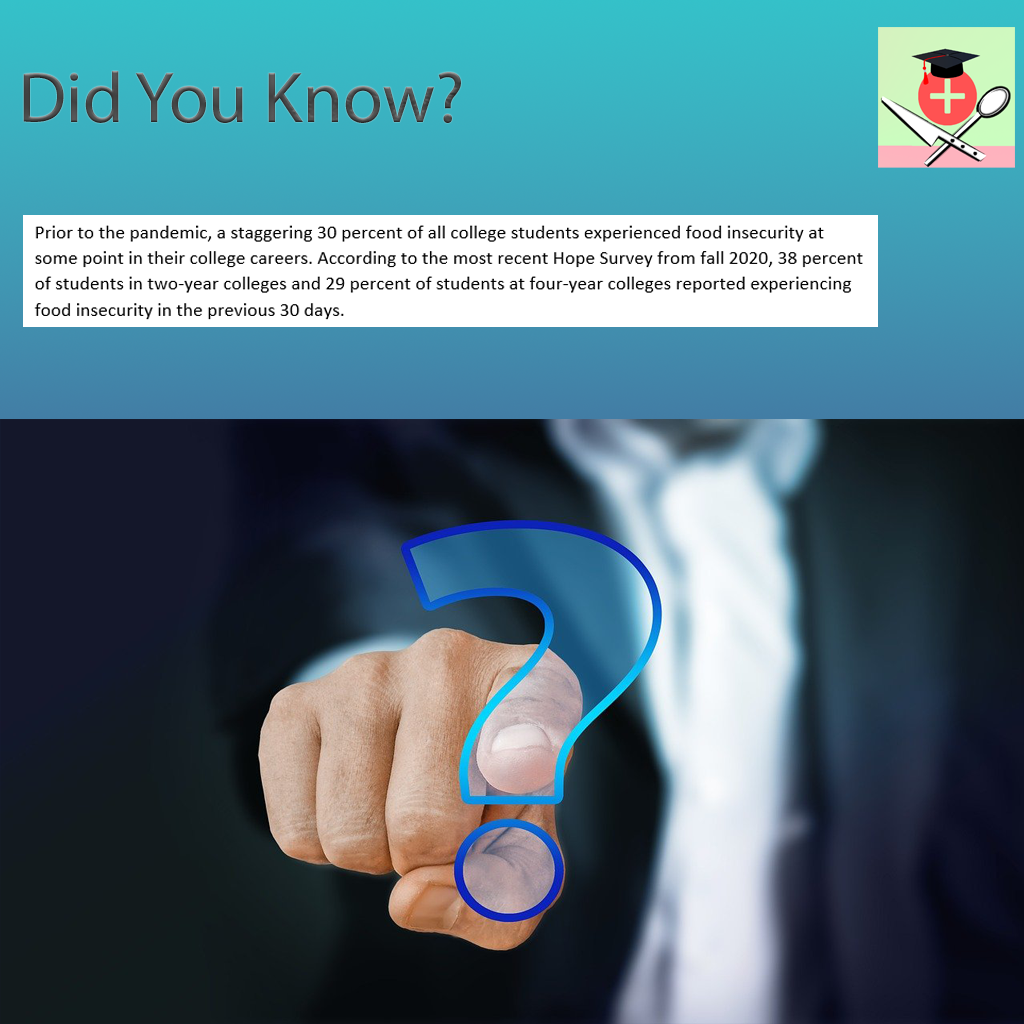 Did You Know?
Prior to the pandemic, a staggering 30 percent of all college students experienced food insecurity at
some point in their college careers. According to the most recent Hope Survey from fall 2020, 38 percent
of students in two-year colleges and 29 percent of students at four-year colleges reported experiencing
food insecurity in the previous 30 days.
?